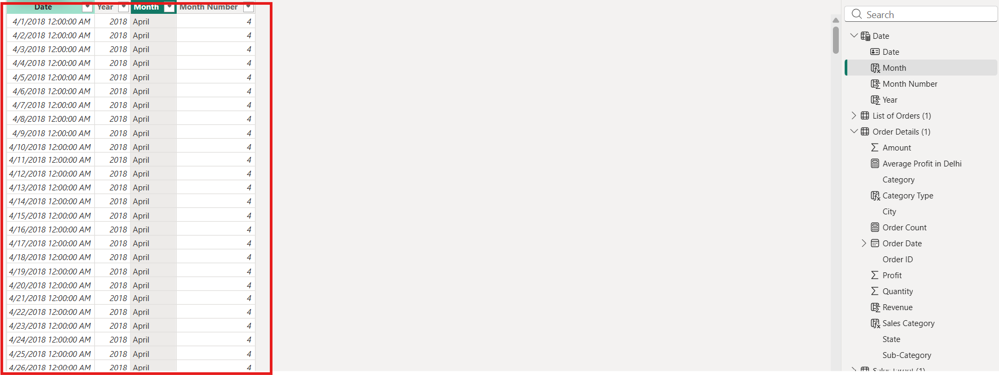 Date Year Month Month Number
4/1/2018 12:00:00 AM 2018 April 4
4/2/2018 12:00:00 AM 2018 April 4
4/3/2018 12:00:00 AM 2018 April 4
4/4/2018 12:00:00 AM 2018 April 4
4/5/2018 12:00:00 AM 2018 April 4
4/6/2018 12:00:00 AM 2018 April 4
4/7/2018 12:00:00 AM 2018 April 4
4/8/2018 12:00:00 AM 2018 April 4
4/9/2018 12:00:00 AM 2018 April 4
4/10/2018 12:00:00 AM 2018 April 4
4/11/2018 12:00:00 AM 2018 April 4
4/12/2018 12:00:00 AM 2018 April 4
4/13/2018 12:00:00 AM 2018 April 4
4/14/2018 12:00:00 AM 2018 April 4
4/15/2018 12:00:00 AM 2018 April 4
4/16/2018 12:00:00 AM 2018 April 4
4/17/2018 12:00:00 AM 2018 April 4
4/18/2018 12:00:00 AM 2018 April 4
4/19/2018 12:00:00 AM 2018 April 4
4/20/2018 12:00:00 AM 2018 April 4
4/21/2018 12:00:00 AM 2018 April 4
4/22/2018 12:00:00 AM 2018 April 4
4/23/2018 12:00:00 AM 2018 April 4
4/24/2018 12:00:00 AM 2018 April 4
4/25/2018 12:00:00 AM 2018 April 4
4/26/2018 12:00:00 AM 2018 April 4
Search
Date
Date
Month
Month Number
Year
List of Orders (1)
Order Details (1)
Amount
Average Profit in Delhi
Category
Category Type
City
Order Count
Order Date
Order ID
Profit
Quantity
Revenue
Sales Category
State
Sub-Category
Sales Target (1)